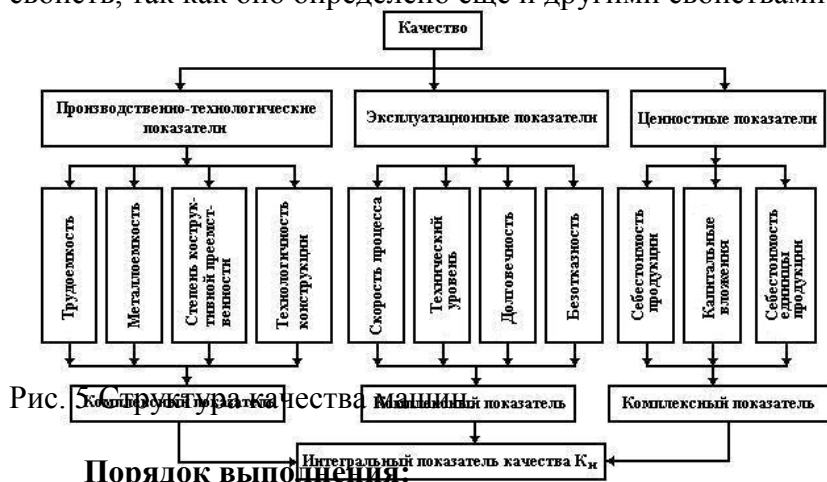 свойств, так как оно определено еще и другими свойствами
Качество
Производственно-технологические
показатели
Эксплуатационные показатели
Ценностные показатели
Трудоемкость
Металлоемкость
Степень кострук-
тивной преемст-
венности
Технологичность
конструкции
Скорость процесса
Технический
уровень
Долговечность
Безотказность
Себестоимость
продукции
Капитальные
вложения
Себестоимость
единицы
продукции
Рис. 5 Структура качества машин
Комплексный показатель
Комплексный показатель
Комплексный показатель
Интегральный показатель качества Ки
Порядок выполнения: